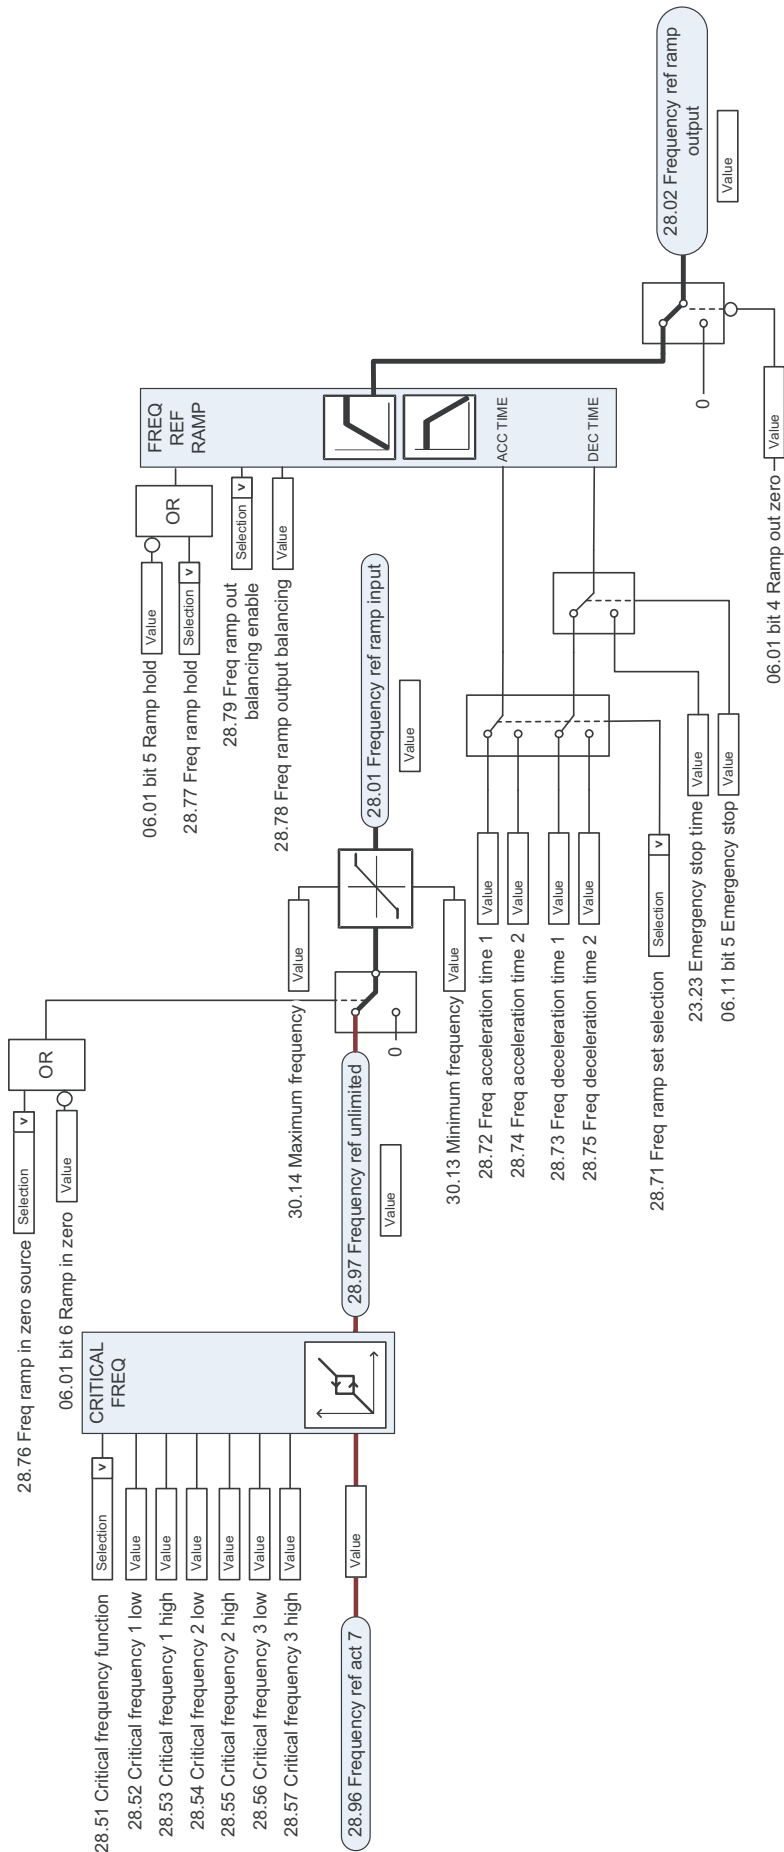 28.76 Freq ramp in zero source
Selection
v
06.01 bit 6 Ramp in zero
Value
OR
28.51 Critical frequency function
Selection
v
28.52 Critical frequency 1 low
Value
28.53 Critical frequency 1 high
Value
28.54 Critical frequency 2 low
Value
28.55 Critical frequency 2 high
Value
28.56 Critical frequency 3 low
Value
28.57 Critical frequency 3 high
Value
CRITICAL
FREQ
28.96 Frequency ref act 7
Value
28.97 Frequency ref unlimited
Value
0
30.14 Maximum frequency
Value
30.13 Minimum frequency
Value
28.01 Frequency ref ramp input
Value
06.01 bit 5 Ramp hold
Value
28.77 Freq ramp hold
Selection
v
OR
28.79 Freq ramp out
balancing enable
Selection
v
28.78 Freq ramp output balancing
Value
FREQ
REF
RAMP
ACC TIME
DEC TIME
28.72 Freq acceleration time 1
Value
28.74 Freq acceleration time 2
Value
28.73 Freq deceleration time 1
Value
28.75 Freq deceleration time 2
Value
28.71 Freq ramp set selection
Selection
v
23.23 Emergency stop time
Value
06.11 bit 5 Emergency stop
Value
0
06.01 bit 4 Ramp out zero
Value
28.02 Frequency ref ramp
output
Value